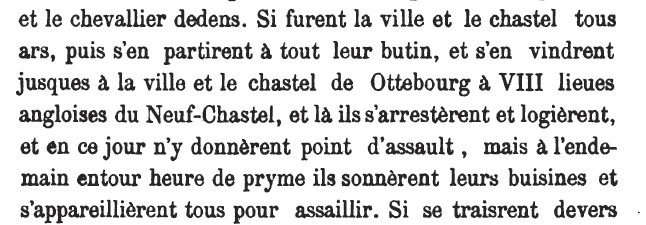 et le chevallier dedens. Si furent la ville et le chastel tous
ars, puis s'en partirent à tout leur butin, et s'en vindrent
jusques à la ville et le chastel de Ottebourg à VIII lieues
angloises du Neuf-Chastel, et là ils s'arrestèrent et logièrent,
et en ce jour n'y donnèrent point d'assault, mais à l'ende-
main entour heure de pryme ils sonnèrent leurs buisines et
s'appareillièrent tous pour assaillir. Si se traisrent devers